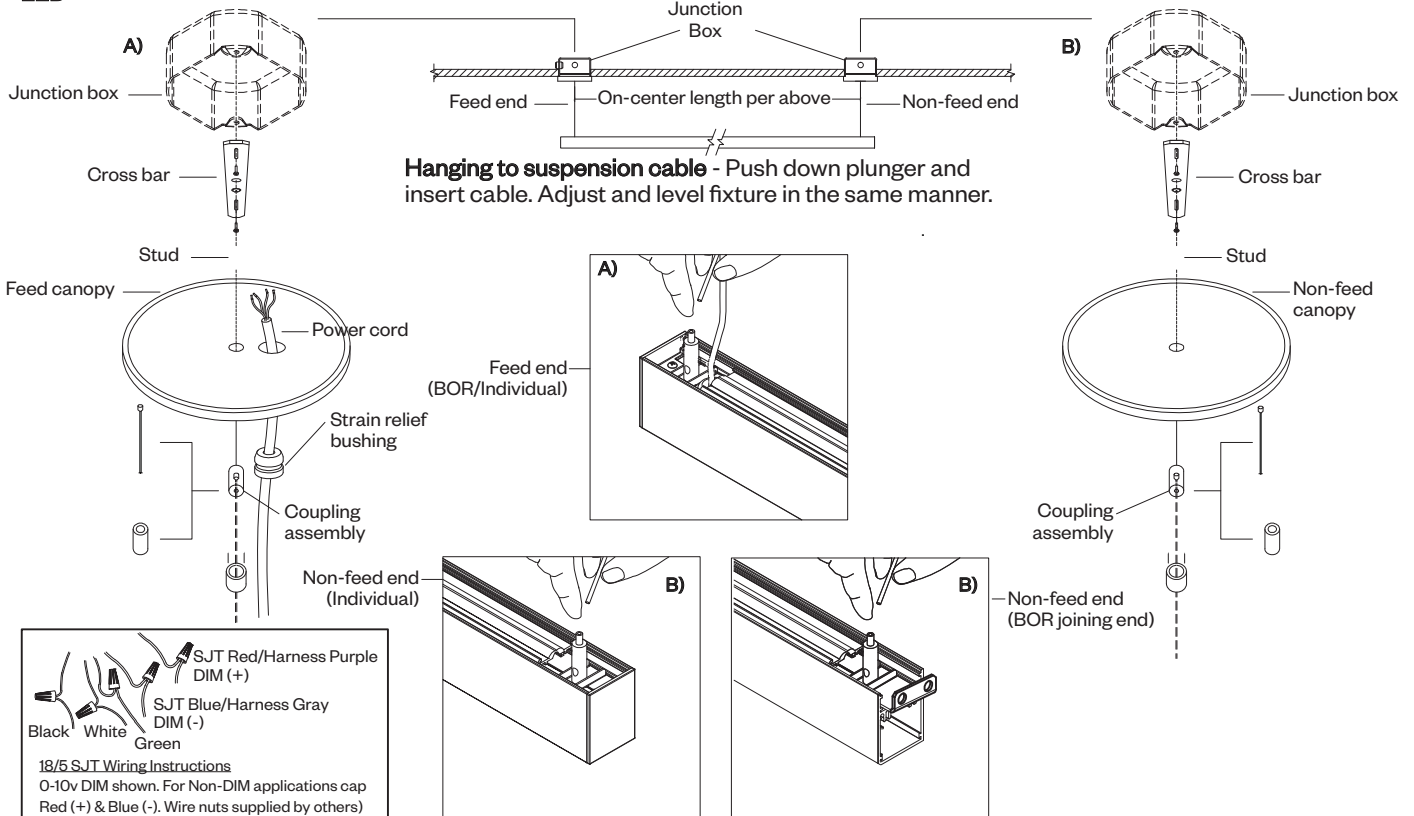 A)
Junction
Box
B)
Junction box
Feed end
On-center length per above
Non-feed end
Junction box
Cross bar
Hanging to suspension cable - Push down plunger and
insert cable. Adjust and level fixture in the same manner.
Cross bar
Stud
Stud
Feed canopy
Power cord
A)
Non-feed
canopy
Feed end
(BOR/Individual)
Strain relief
bushing
Coupling
assembly
Coupling
assembly
Non-feed end
(Individual)
B)
B)
Non-feed end
(BOR joining end)
SJT Red/Harness Purple
DIM (+)
SJT Blue/Harness Gray
DIM (-)
Black
White
Green
18/5 SJT Wiring Instructions
0-10v DIM shown. For Non-DIM applications cap
Red (+) & Blue (-). Wire nuts supplied by others)